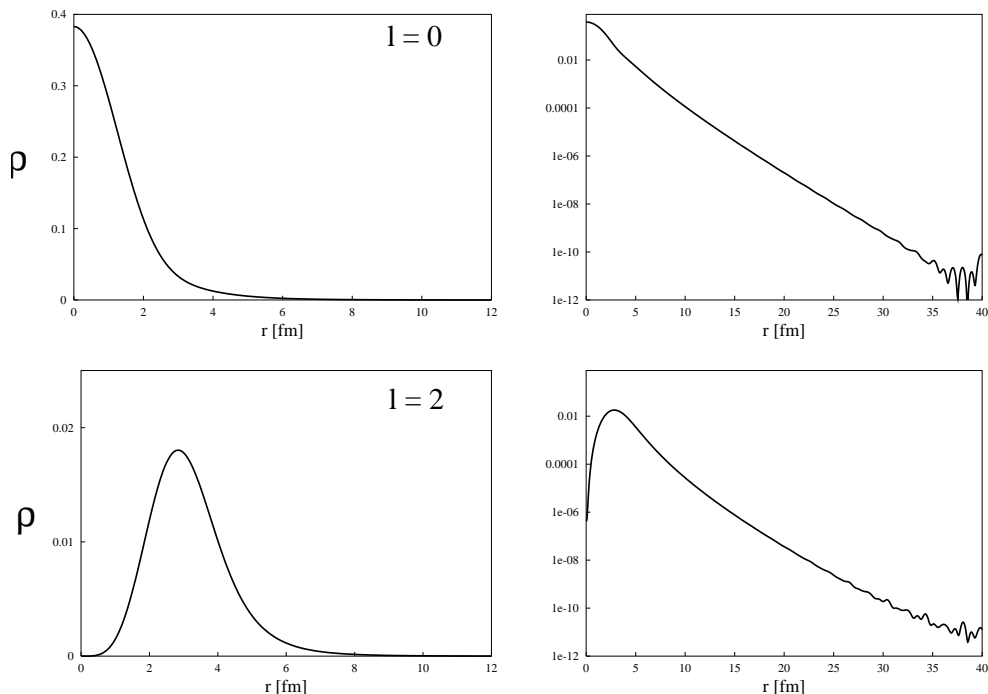 0.4
0.3
0.2
0.1
0
ρ
l = 0
0 2 4 6 8 10 12
r [fm]
0.01
0.0001
1e-06
1e-08
1e-10
1e-12
0 5 10 15 20 25 30 35 40
r [fm]
0.02
0.01
0
ρ
l = 2
0 2 4 6 8 10 12
r [fm]
0.01
0.0001
1e-06
1e-08
1e-10
1e-12
0 5 10 15 20 25 30 35 40
r [fm]